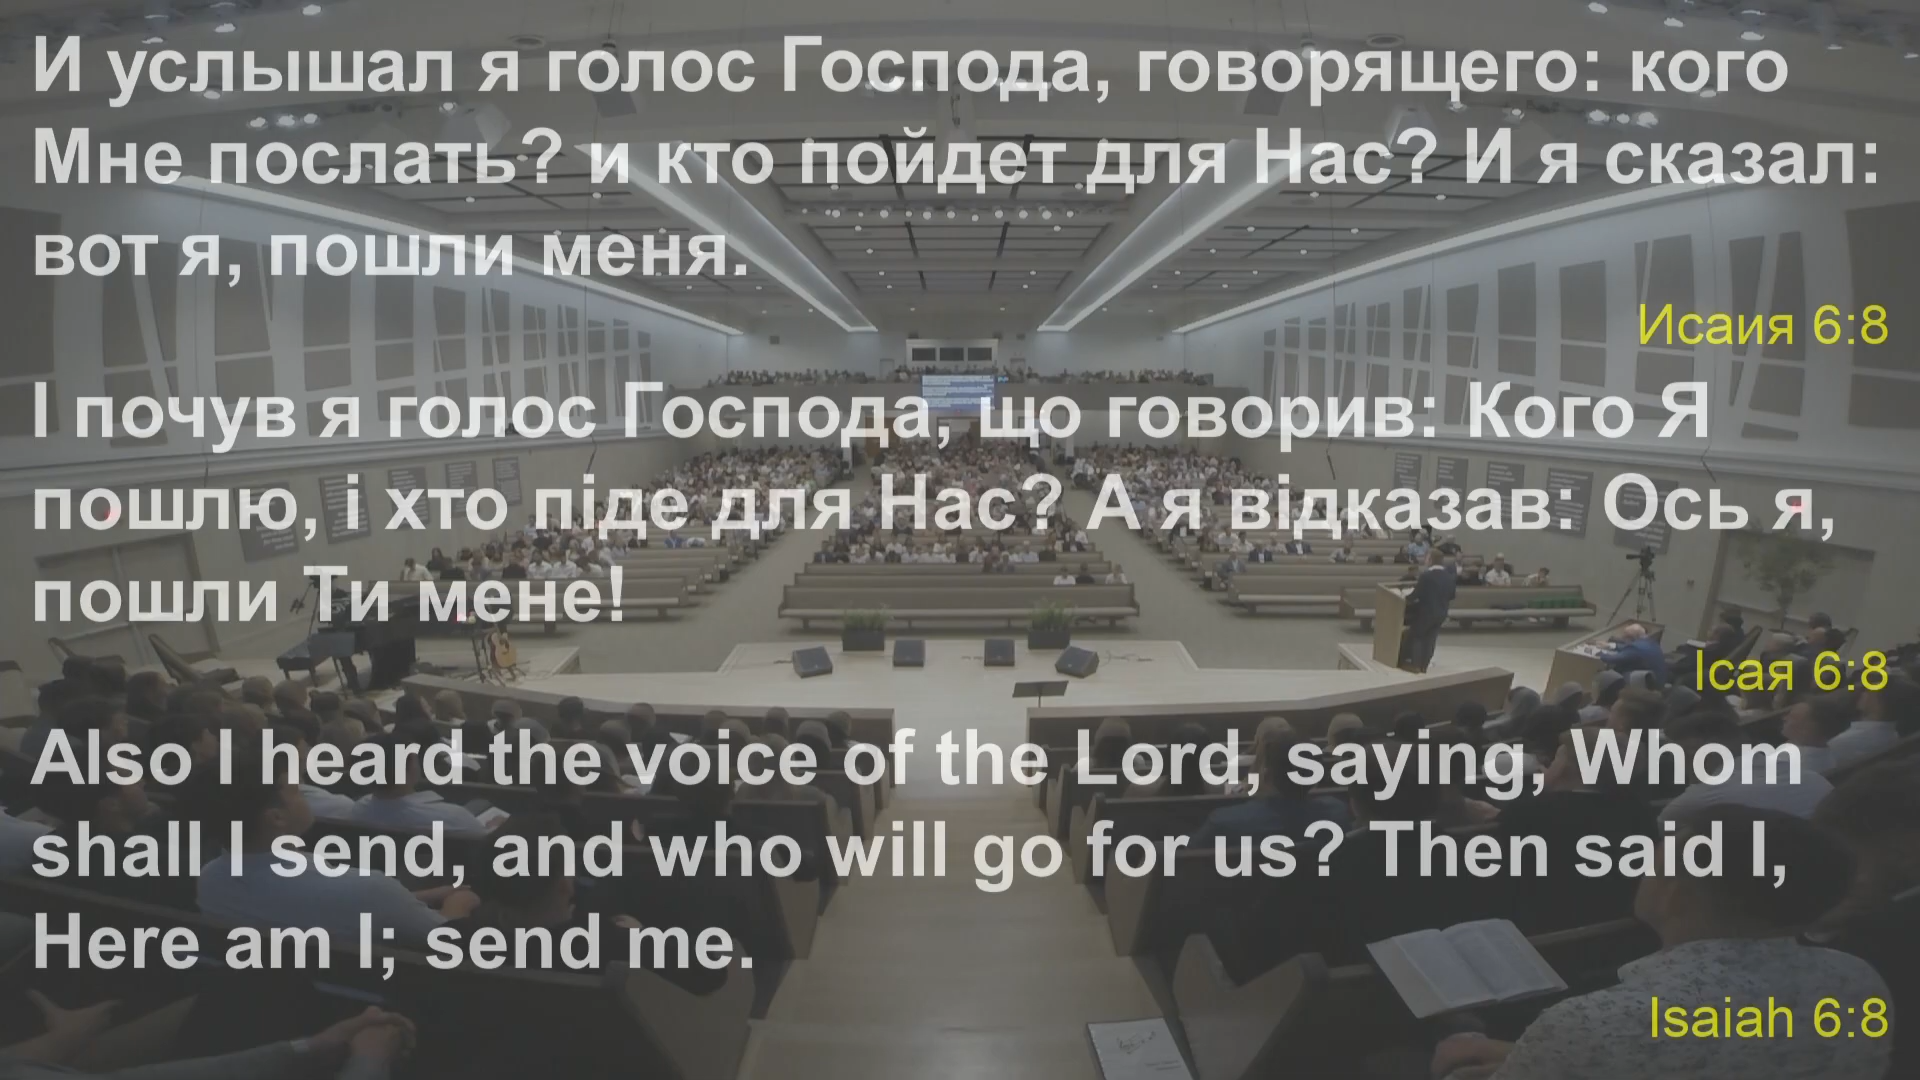 И услышал я голос Господа, говорящего: кого
Мне послать? и кто пойдет для Нас? И я сказал:
вот я, пошли меня.
Исаия 6:8
І почув я голос Господа, що говорив: Кого Я
пошлю, і хто піде для Нас? А я відказав: Ось я,
пошли Ти мене!
Ісая 6:8
Also I heard the voice of the Lord, saying, Whom
shall I send, and who will go for us? Then said I,
Here am I; send me.
Isaiah 6:8